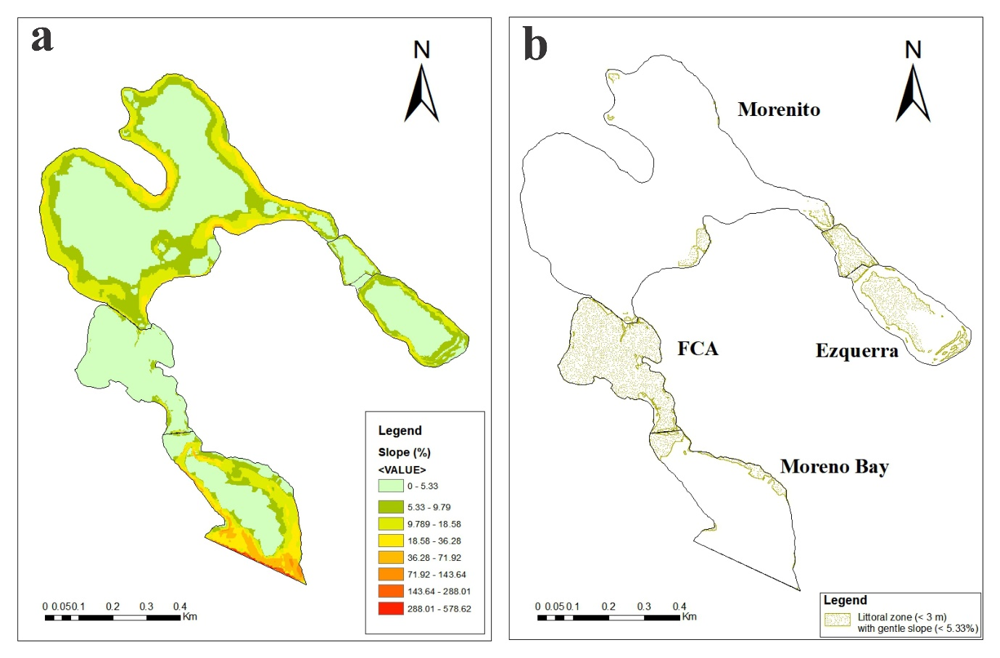 a
N
Legend
Slope (%)
<VALUE>
0 - 5.33
5.33 - 9.79
9.789 - 18.58
18.58 - 36.28
36.28 - 71.92
71.92 - 143.64
143.64 - 288.01
288.01 - 578.62
0 0.050.1 0.2 0.3 0.4
Km
b
N
Morenito
FCA
Ezquerra
Moreno Bay
0 0.050.1 0.2 0.3 0.4
Km
Legend
Littoral zone (< 3 m)
with gentle slope (< 5.33%)